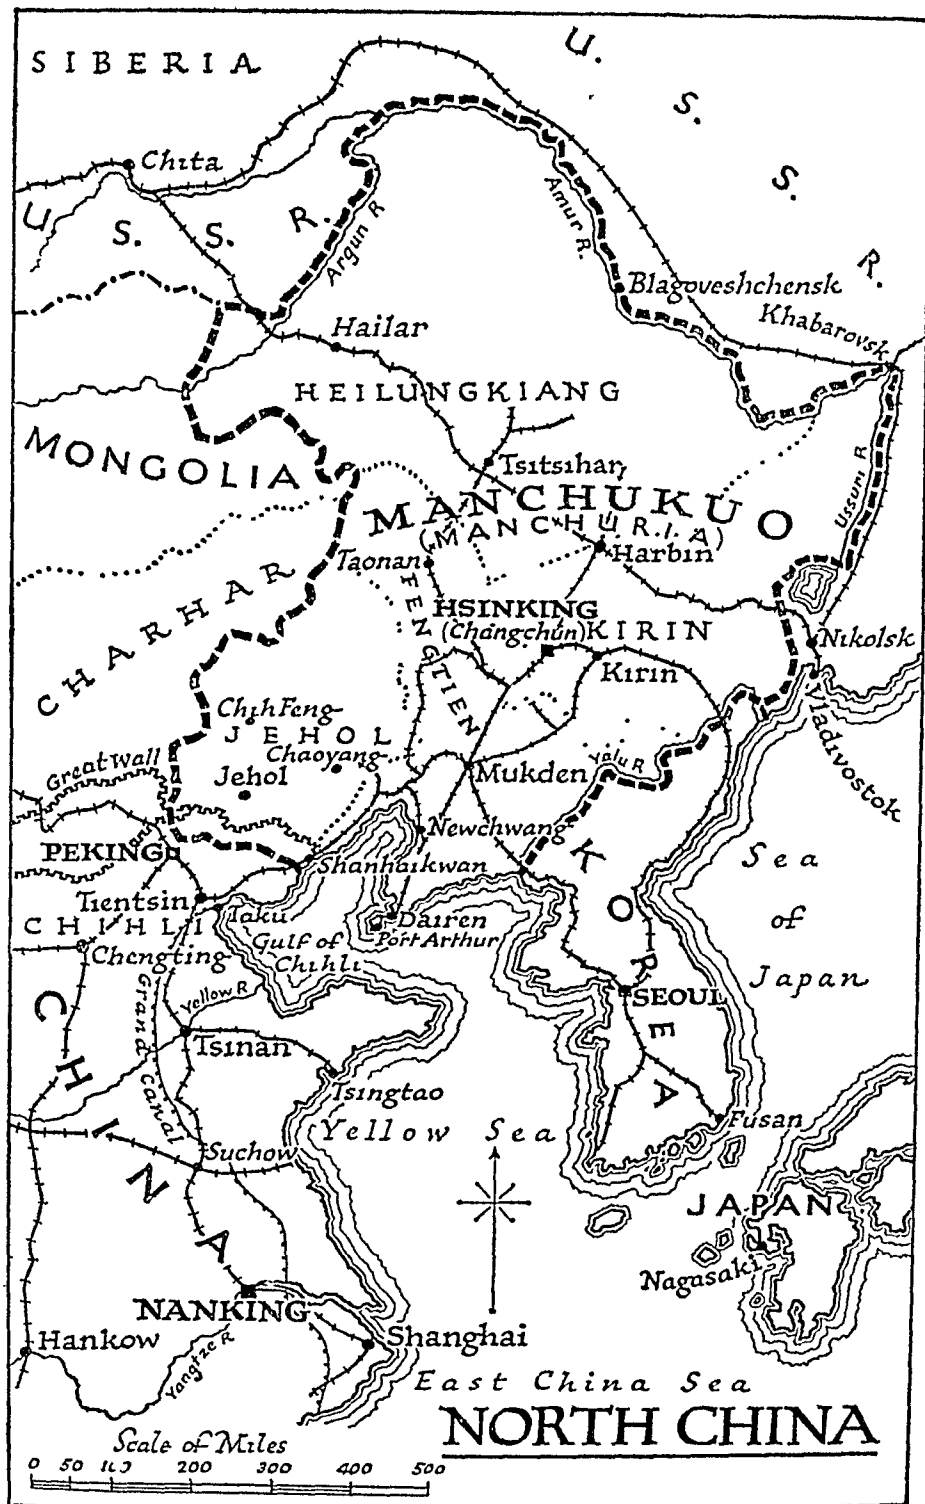 SIBERIA
U. S. S. R.
Chita
U. S. S. R.
Argun R
Amur R.
Blagoveshchensk
Khabarovsk
Hailar
HEILUNGKIANG
MONGOLIA
Tsitsihar
Ussuri R
MANCHUKUO
(MANCHURIA)
Harbin
Taonan
CHARHAR
FENGTIEN
HSINKING
(Changchun)
KIRIN
Nikolsk
Kirin
Vladivostok
Chih Feng
JEHOL
Chaoyang
Jehol
Great Wall
Mukden
Yalu R
Newchwang
PEKING
Shanhaikwan
KOREA
Sea
of
Japan
Tientsin
Taku
CHIHLI
Dairen
Port Arthur
Chengting
Gulf of
Chihli
CHINA
Grand Canal
Yellow R
SEOUL
Tsinan
Tsingtao
Yellow Sea
Fusan
Suchow
JAPAN
Nagasaki
NANKING
Hankow
Yangtze R
Shanghai
East China Sea
NORTH CHINA
Scale of Miles
0 50 100 200 300 400 500